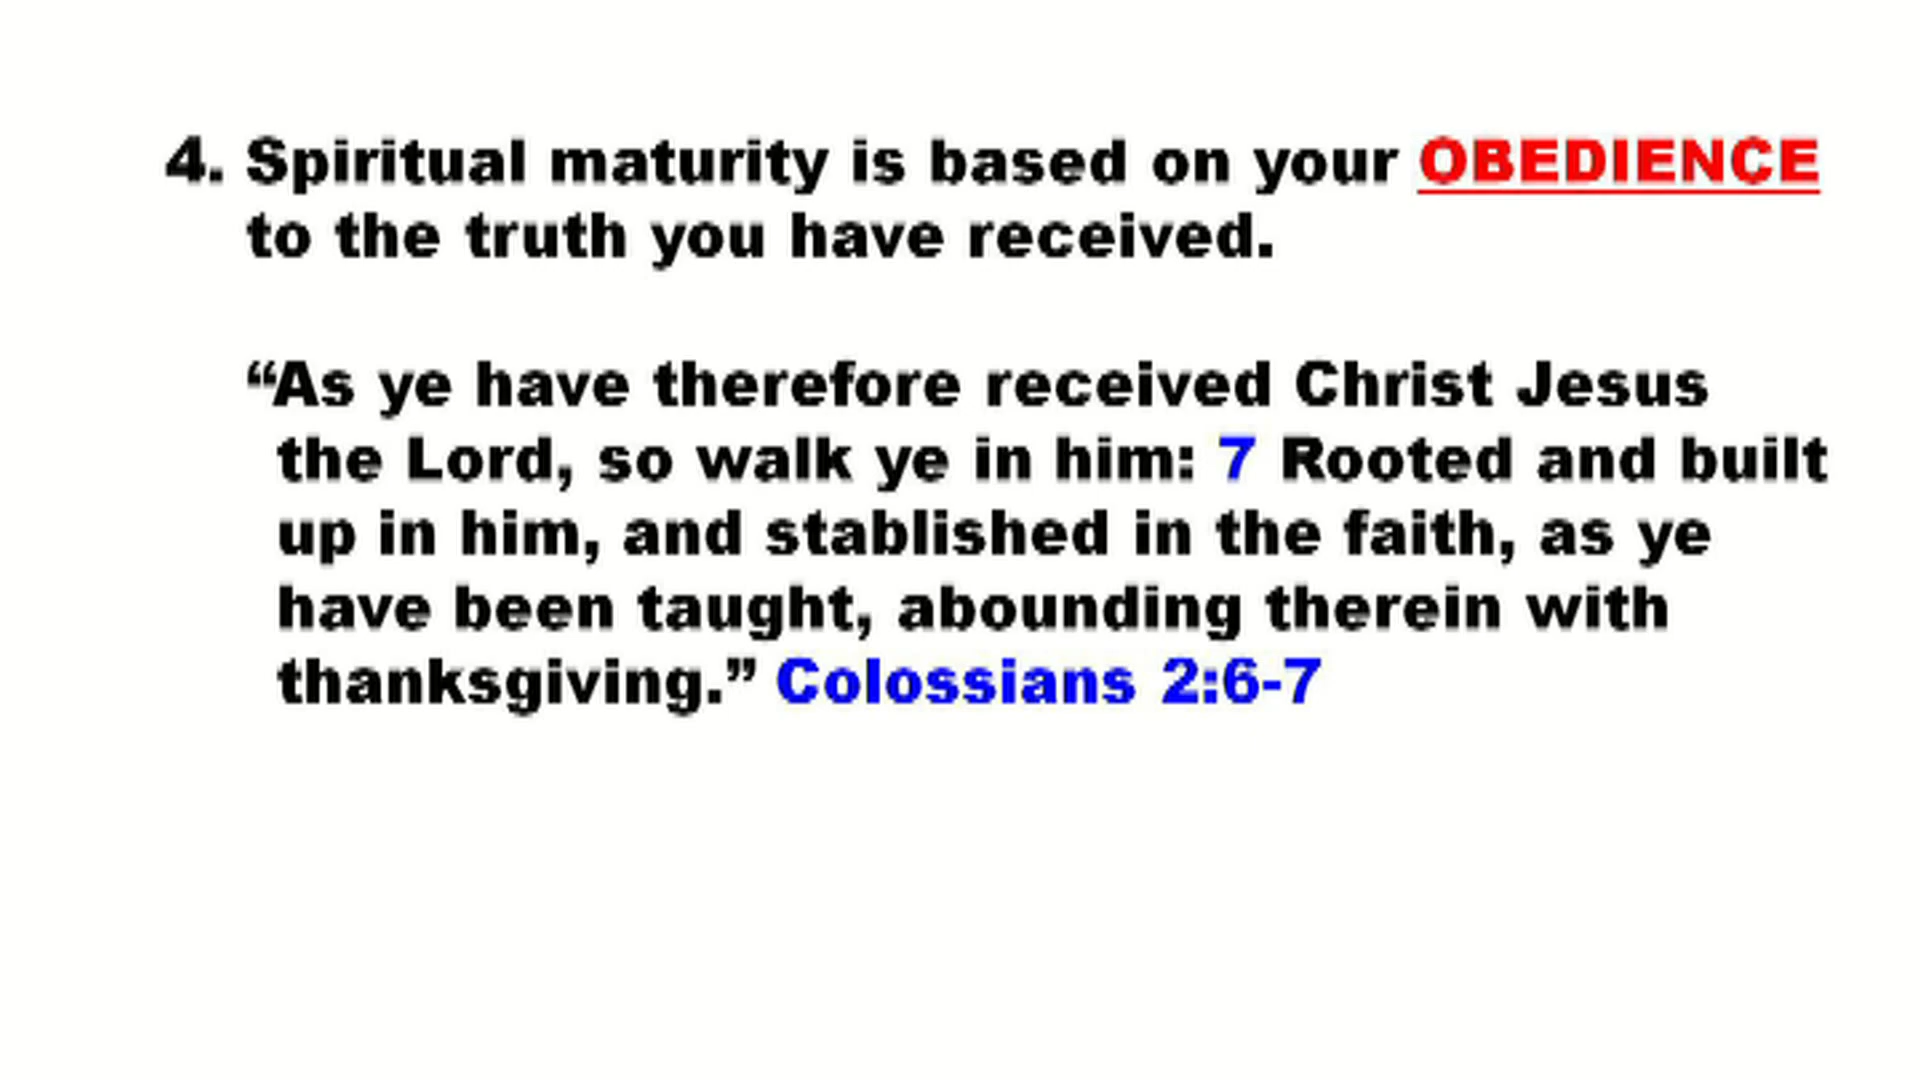 4. Spiritual maturity is based on your OBEDIENCE
to the truth you have received.
“As ye have therefore received Christ Jesus
the Lord, so walk ye in him: 7 Rooted and built
up in him, and stablished in the faith, as ye
have been taught, abounding therein with
thanksgiving.” Colossians 2:6-7